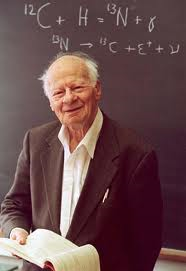 ¹²C + H = ¹³N + γ
¹³N → ¹³C + ε⁺ + ν